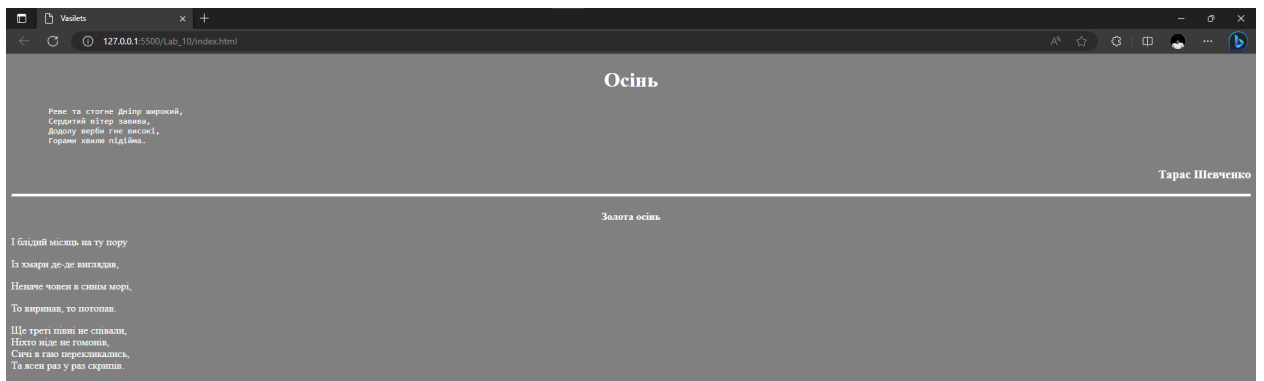 Vasilets
127.0.0.1:5500/Lab_10/index.html
Осінь
Реве та стогне Дніпр широкий,
Сердитий вітер завива,
Додолу верби гне високі,
Горами хвилю підійма.
Тарас Шевченко
Золота осінь
І блідий місяць на ту пору
Із хмари де-де виглядав,
Неначе човен в синім морі,
То виринав, то потопав.
Ще треті півні не співали,
Ніхто ніде не гомонів,
Сичі в гаю перекликались,
Та ясен раз у раз скрипів.